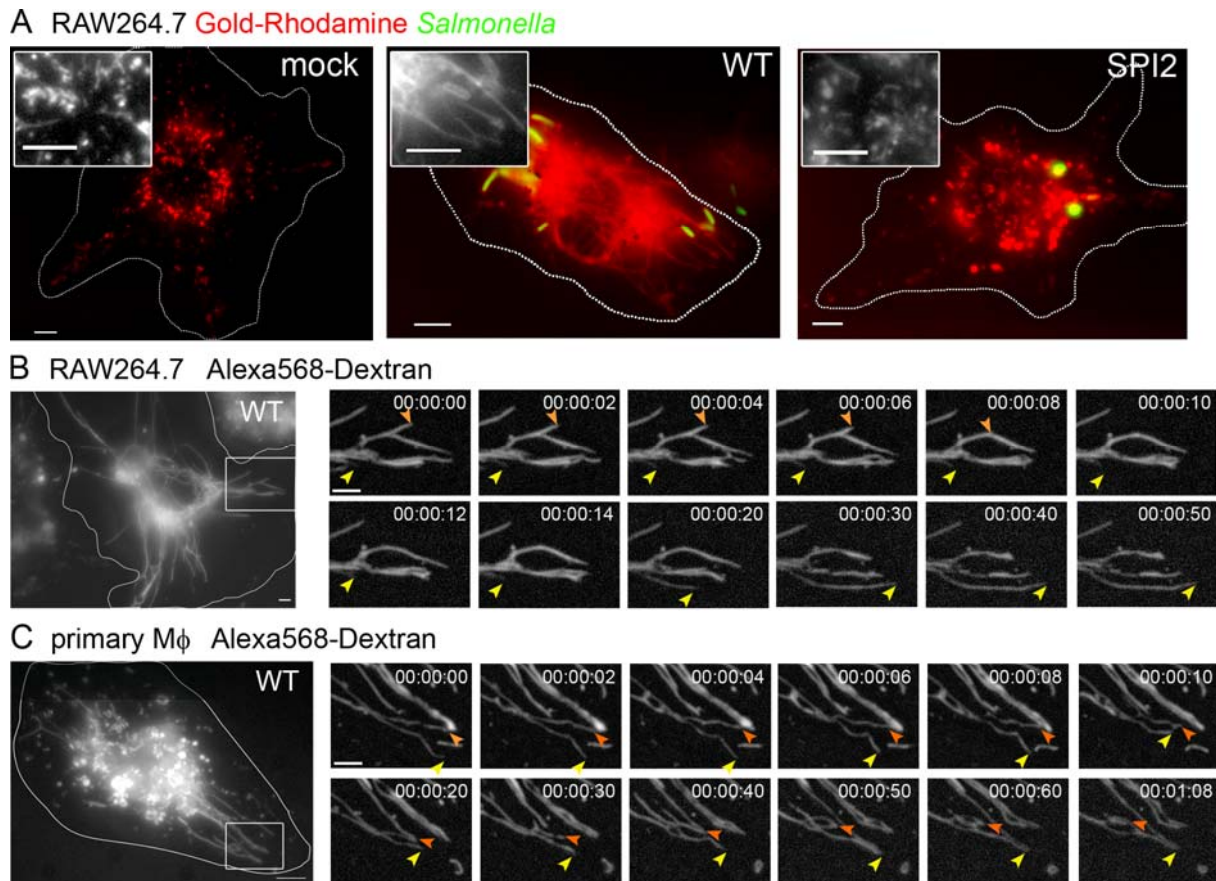 A RAW264.7 Gold-Rhodamine Salmonella
mock
WT
SPI2
B RAW264.7 Alexa568-Dextran
WT
00:00:00 00:00:02 00:00:04 00:00:06 00:00:08 00:00:10
00:00:12 00:00:14 00:00:20 00:00:30 00:00:40 00:00:50
C primary Mϕ Alexa568-Dextran
WT
00:00:00 00:00:02 00:00:04 00:00:06 00:00:08 00:00:10
00:00:20 00:00:30 00:00:40 00:00:50 00:00:60 00:01:08